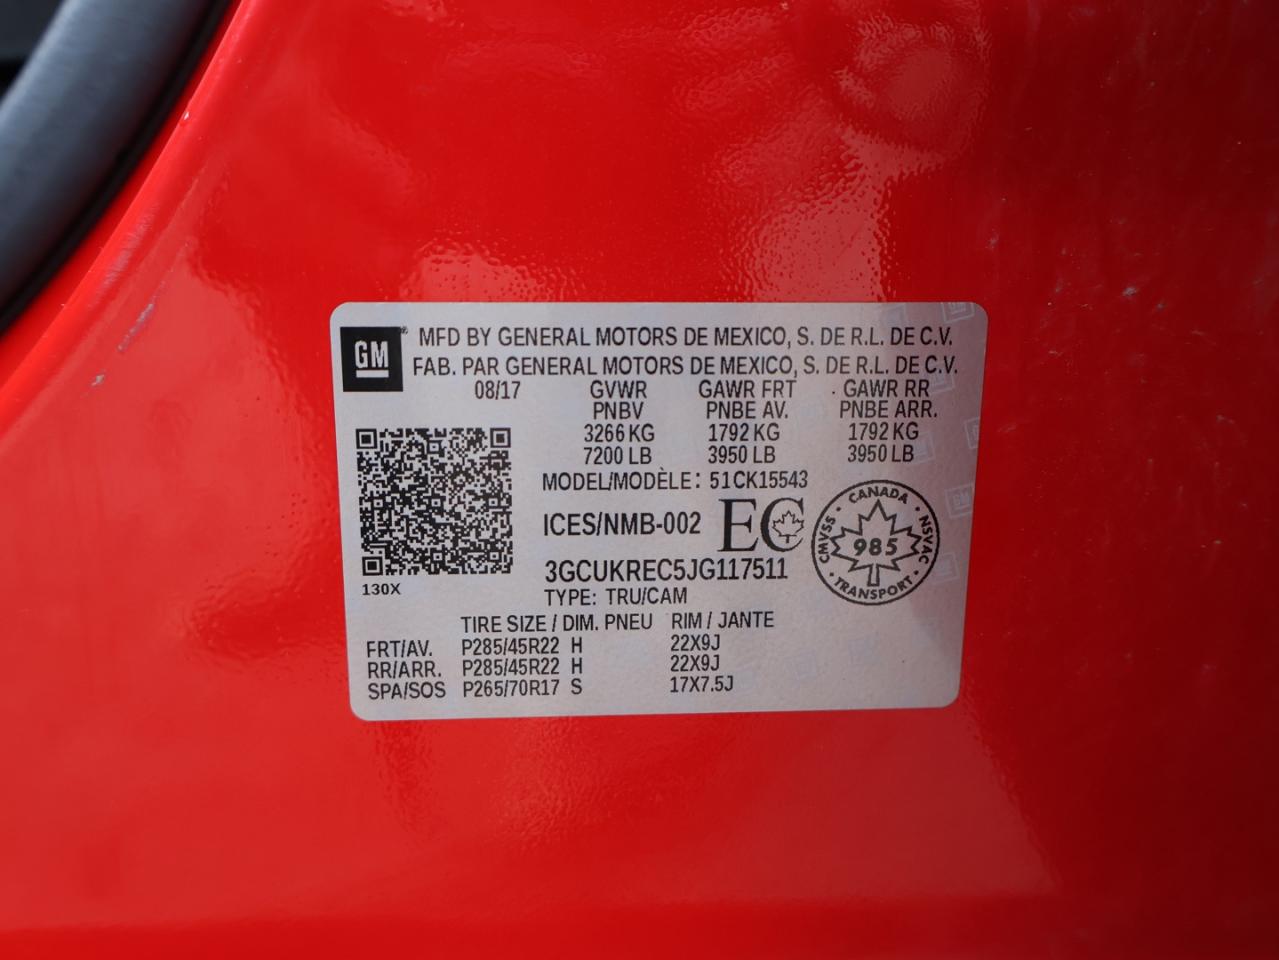 GM
MFD BY GENERAL MOTORS DE MEXICO, S. DE R.L. DE C.V.
FAB. PAR GENERAL MOTORS DE MEXICO, S. DE R.L. DE C.V.
08/17 GVWR GAWR FRT GAWR RR
PNBV PNBE AV. PNBE ARR.
3266 KG 1792 KG 1792 KG
7200 LB 3950 LB 3950 LB
MODEL/MODÈLE: 51CK15543
ICES/NMB-002 EC
CANADA
CMVSS 985 NSVAC
TRANSPORT
3GCUKREC5JG117511
130X
TYPE: TRU/CAM
TIRE SIZE / DIM. PNEU RIM / JANTE
FRT/AV. P285/45R22 H 22X9J
RR/ARR. P285/45R22 H 22X9J
SPA/SOS P265/70R17 S 17X7.5J